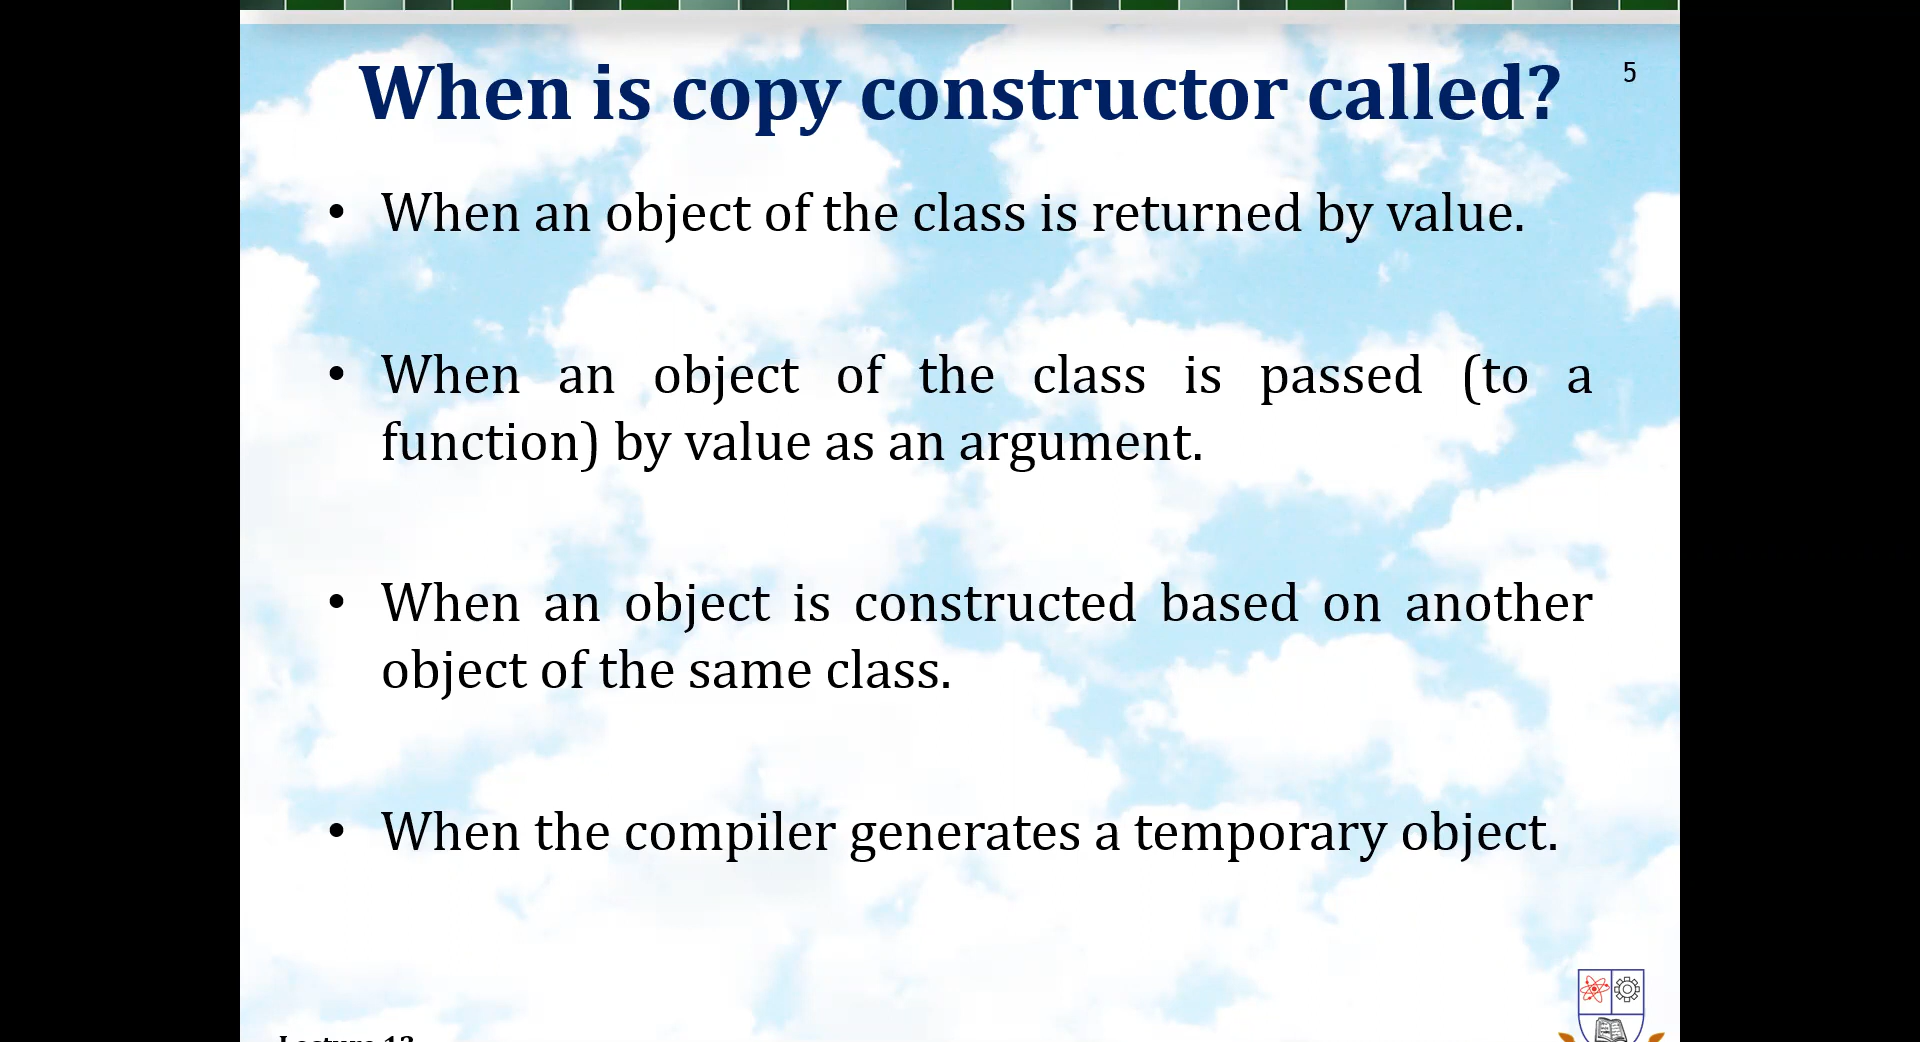 When is copy constructor called?
5
• When an object of the class is returned by value.
• When an object of the class is passed (to a
function) by value as an argument.
• When an object is constructed based on another
object of the same class.
• When the compiler generates a temporary object.
Lecture 13